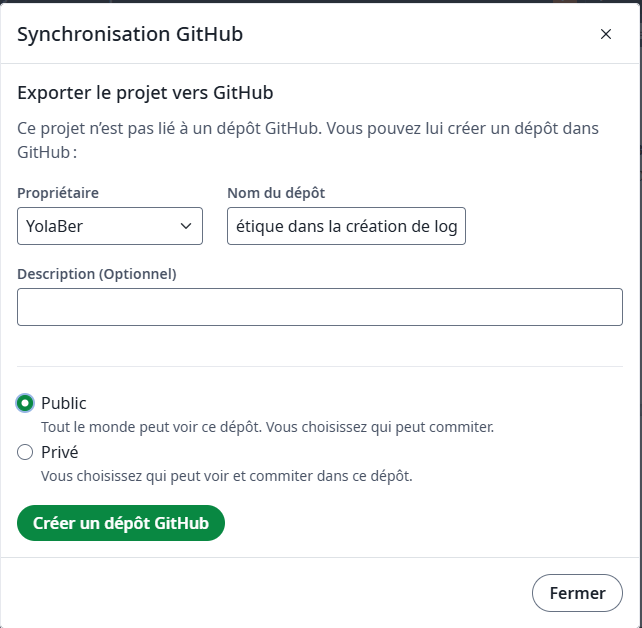 Synchronisation GitHub
Exporter le projet vers GitHub
Ce projet n’est pas lié à un dépôt GitHub. Vous pouvez lui créer un dépôt dans
GitHub :
Propriétaire
Nom du dépôt
YolaBer
étique dans la création de log
Description (Optionnel)
Public
Tout le monde peut voir ce dépôt. Vous choisissez qui peut commiter.
Privé
Vous choisissez qui peut voir et commiter dans ce dépôt.
Créer un dépôt GitHub
Fermer